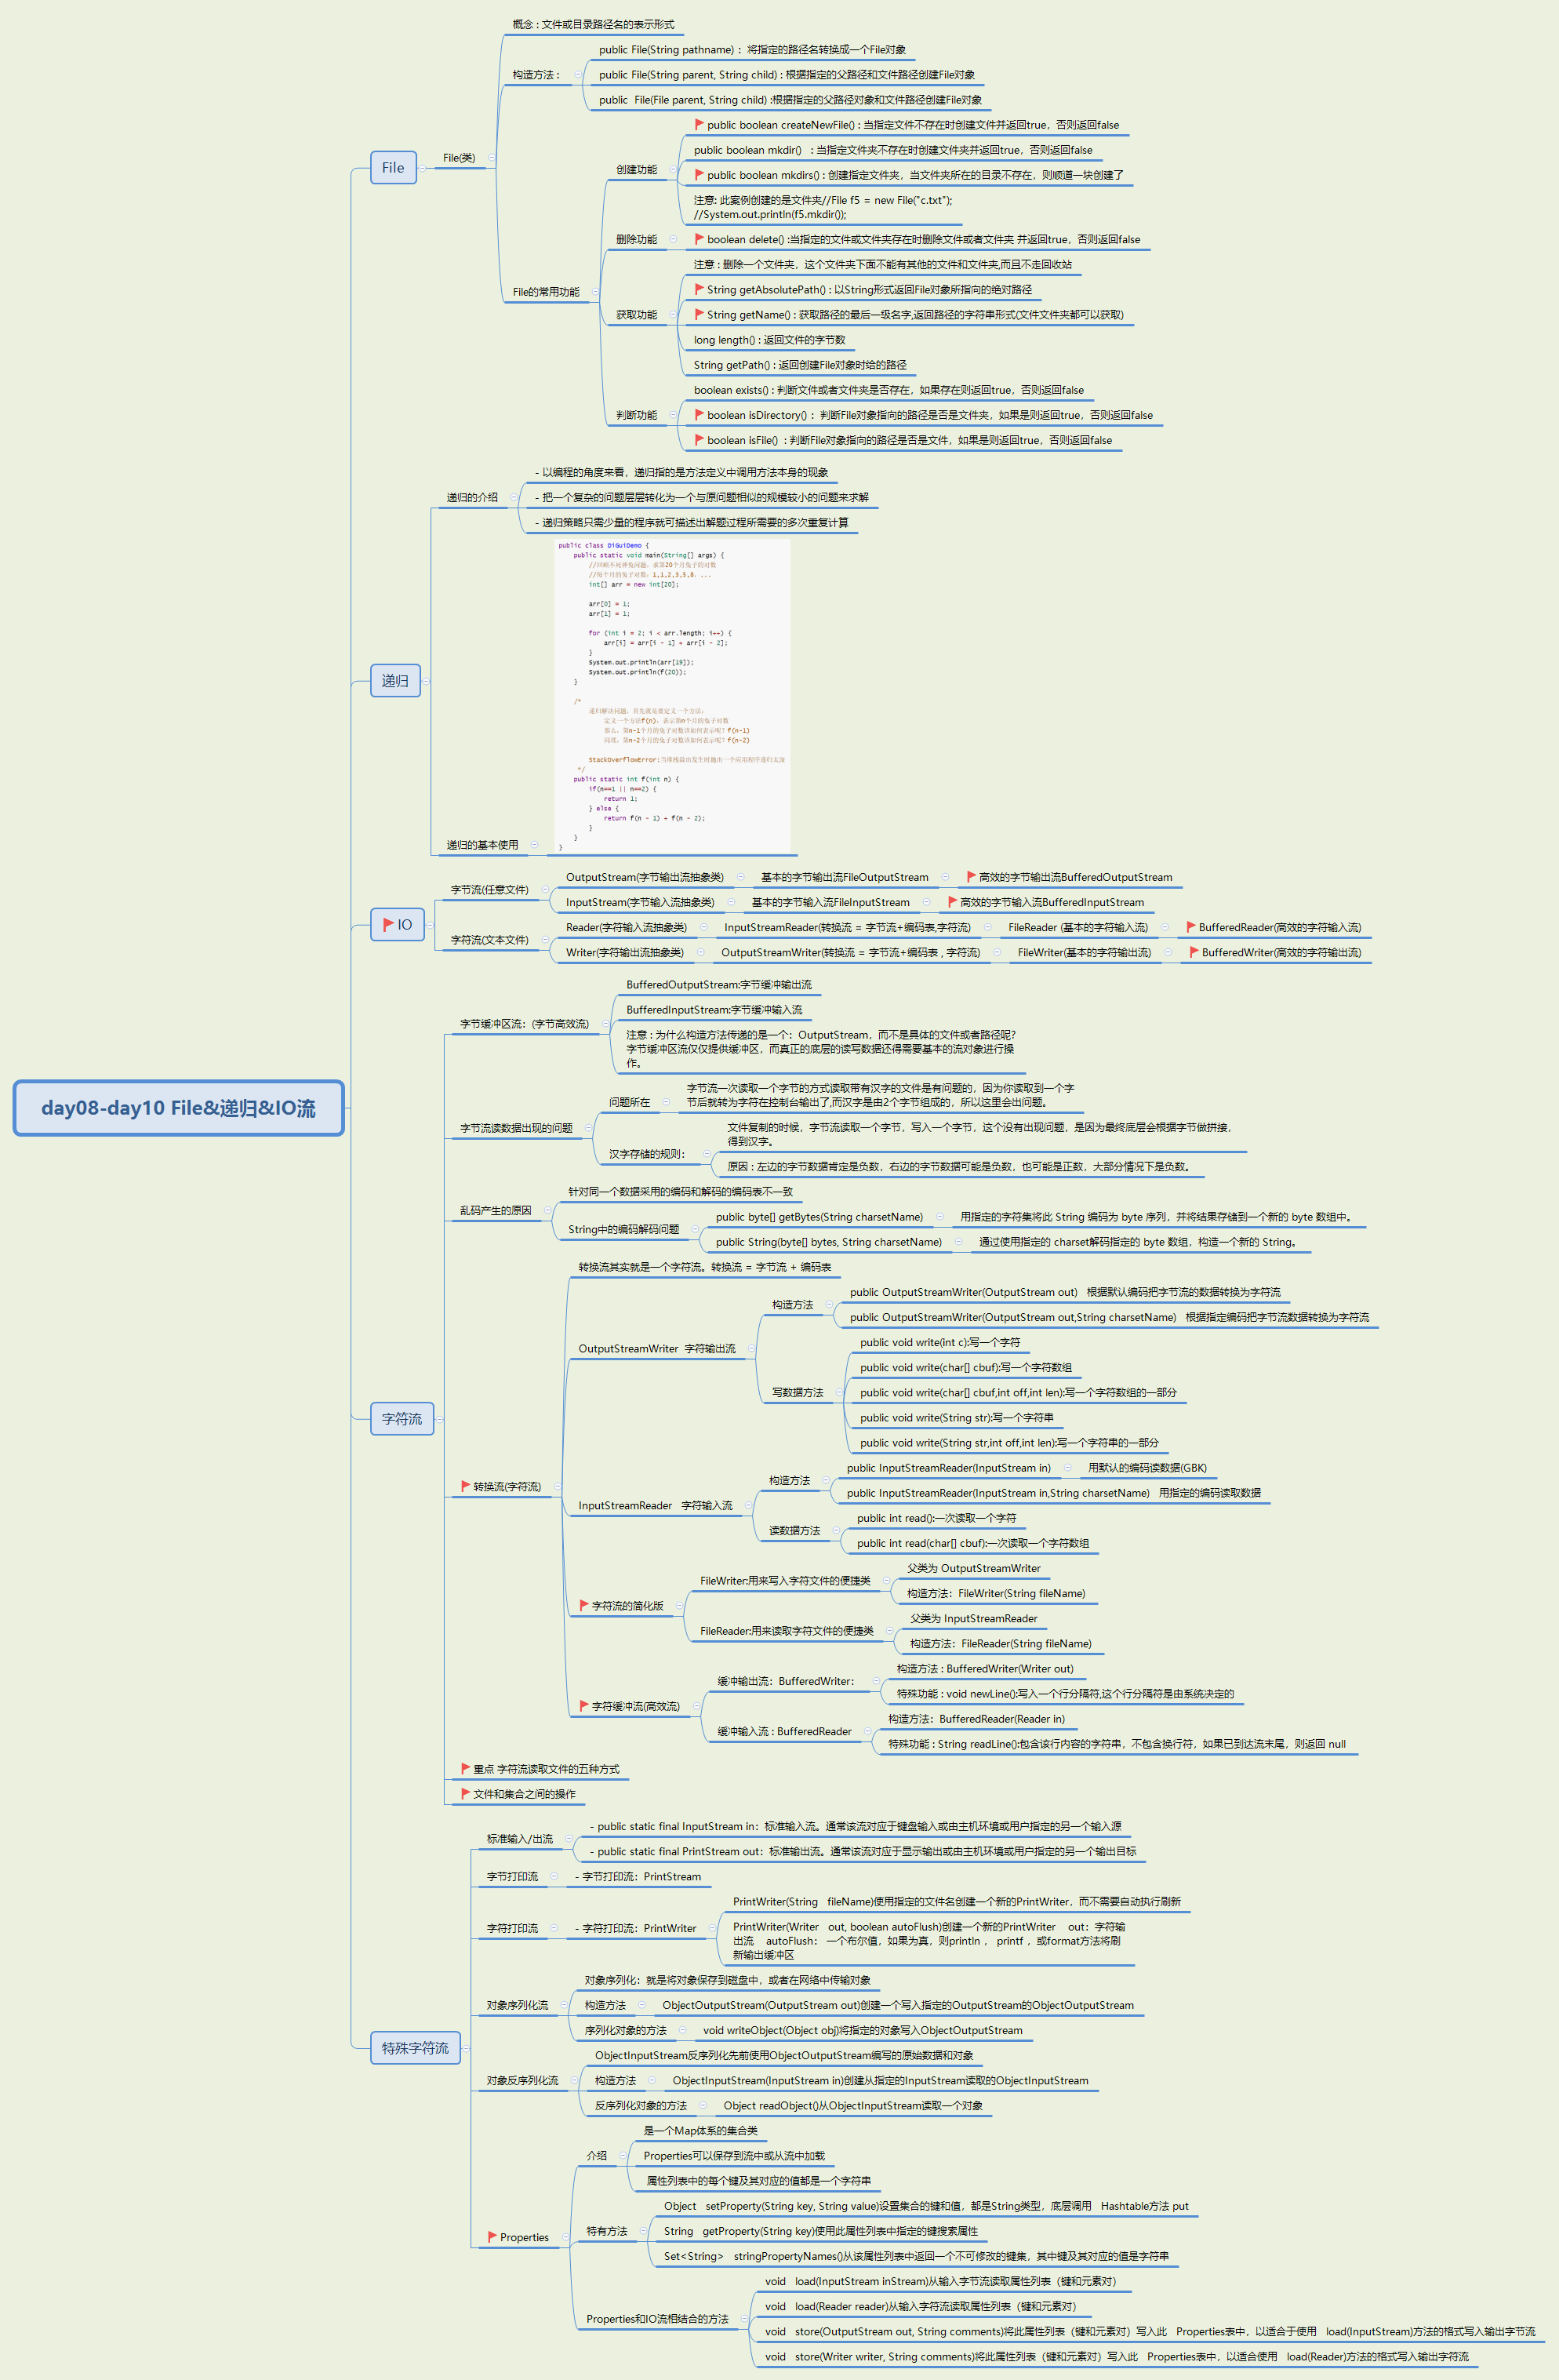 day08-day10 File&递归&IO流
File
File(类)
概念 : 文件或目录路径名的表示形式
构造方法 :
public File(String pathname) :  将指定的路径名转换成一个File对象
public File(String parent, String child) : 根据指定的父路径和文件路径创建File对象
public  File(File parent, String child) :根据指定的父路径对象和文件路径创建File对象
File的常用功能
创建功能
public boolean createNewFile() : 当指定文件不存在时创建文件并返回true，否则返回false
public boolean mkdir()   : 当指定文件夹不存在时创建文件夹并返回true，否则返回false
public boolean mkdirs() : 创建指定文件夹，当文件夹所在的目录不存在，则顺道一块创建了
注意: 此案例创建的是文件夹//File f5 = new File("c.txt");
//System.out.println(f5.mkdir());
删除功能
boolean delete() :当指定的文件或文件夹存在时删除文件或者文件夹 并返回true，否则返回false
获取功能
注意 : 删除一个文件夹，这个文件夹下面不能有其他的文件和文件夹,而且不走回收站
String getAbsolutePath() : 以String形式返回File对象所指向的绝对路径
String getName() : 获取路径的最后一级名字,返回路径的字符串形式(文件文件夹都可以获取)
long length() : 返回文件的字节数
String getPath() : 返回创建File对象时给的路径
判断功能
boolean exists() : 判断文件或者文件夹是否存在，如果存在则返回true，否则返回false
boolean isDirectory() :  判断File对象指向的路径是否是文件夹，如果是则返回true，否则返回false
boolean isFile()  : 判断File对象指向的路径是否是文件，如果是则返回true，否则返回false
递归
递归的介绍
- 以编程的角度来看，递归指的是方法定义中调用方法本身的现象
- 把一个复杂的问题层层转化为一个与原问题相似的规模较小的问题来求解
- 递归策略只需少量的程序就可描述出解题过程所需要的多次重复计算
递归的基本使用
public class DiGuiDemo {
public static void main(String[] args) {
//回顾不死神兔问题，求第20个月兔子的对数
//每个月的兔子对数：1,1,2,3,5,8，...
int[] arr = new int[20];
arr[0] = 1;
arr[1] = 1;
for (int i = 2; i < arr.length; i++) {
arr[i] = arr[i - 1] + arr[i - 2];
}
System.out.println(arr[19]);
System.out.println(f(20));
}
/*
递归解决问题，首先就是要定义一个方法：
定义一个方法f(n)：表示第n个月的兔子对数
那么，第n-1个月的兔子对数该如何表示呢？f(n-1)
同理，第n-2个月的兔子对数该如何表示呢？f(n-2)
StackOverflowError:当堆栈溢出发生时抛出一个应用程序递归太深
*/
public static int f(int n) {
if(n==1 || n==2) {
return 1;
} else {
return f(n - 1) + f(n - 2);
}
}
}
IO
字节流(任意文件)
OutputStream(字节输出流抽象类)
基本的字节输出流FileOutputStream
高效的字节输出流BufferedOutputStream
InputStream(字节输入流抽象类)
基本的字节输入流FileInputStream
高效的字节输入流BufferedInputStream
字符流(文本文件)
Reader(字符输入流抽象类)
InputStreamReader(转换流 = 字节流+编码表,字符流)
FileReader (基本的字符输入流)
BufferedReader(高效的字符输入流)
Writer(字符输出流抽象类)
OutputStreamWriter(转换流 = 字节流+编码表 , 字符流)
FileWriter(基本的字符输出流)
BufferedWriter(高效的字符输出流)
字符流
字节缓冲区流：(字节高效流)
BufferedOutputStream:字节缓冲输出流
BufferedInputStream:字节缓冲输入流
注意 : 为什么构造方法传递的是一个：OutputStream，而不是具体的文件或者路径呢?
字节缓冲区流仅仅提供缓冲区，而真正的底层的读写数据还得需要基本的流对象进行操
作。
字节流读数据出现的问题
问题所在
字节流一次读取一个字节的方式读取带有汉字的文件是有问题的，因为你读取到一个字
节后就转为字符在控制台输出了,而汉字是由2个字节组成的，所以这里会出问题。
汉字存储的规则：
文件复制的时候，字节流读取一个字节，写入一个字节，这个没有出现问题，是因为最终底层会根据字节做拼接，
得到汉字。
原因 : 左边的字节数据肯定是负数，右边的字节数据可能是负数，也可能是正数，大部分情况下是负数。
乱码产生的原因
针对同一个数据采用的编码和解码的编码表不一致
String中的编码解码问题
public byte[] getBytes(String charsetName)
用指定的字符集将此 String 编码为 byte 序列，并将结果存储到一个新的 byte 数组中。
public String(byte[] bytes, String charsetName)
通过使用指定的 charset解码指定的 byte 数组，构造一个新的 String。
转换流(字符流)
转换流其实就是一个字符流。转换流 = 字节流 + 编码表
OutputStreamWriter  字符输出流
构造方法
public OutputStreamWriter(OutputStream out)   根据默认编码把字节流的数据转换为字符流
public OutputStreamWriter(OutputStream out,String charsetName)   根据指定编码把字节流数据转换为字符流
写数据方法
public void write(int c):写一个字符
public void write(char[] cbuf):写一个字符数组
public void write(char[] cbuf,int off,int len):写一个字符数组的一部分
public void write(String str):写一个字符串
public void write(String str,int off,int len):写一个字符串的一部分
InputStreamReader   字符输入流
构造方法
public InputStreamReader(InputStream in)
用默认的编码读数据(GBK)
public InputStreamReader(InputStream in,String charsetName)   用指定的编码读取数据
读数据方法
public int read():一次读取一个字符
public int read(char[] cbuf):一次读取一个字符数组
字符流的简化版
FileWriter:用来写入字符文件的便捷类
父类为 OutputStreamWriter
构造方法：FileWriter(String fileName)
FileReader:用来读取字符文件的便捷类
父类为 InputStreamReader
构造方法：FileReader(String fileName)
字符缓冲流(高效流)
缓冲输出流：BufferedWriter：
构造方法 : BufferedWriter(Writer out)
特殊功能 : void newLine():写入一个行分隔符,这个行分隔符是由系统决定的
缓冲输入流 : BufferedReader
构造方法：BufferedReader(Reader in)
特殊功能 : String readLine():包含该行内容的字符串，不包含换行符，如果已到达流末尾，则返回 null
重点 字符流读取文件的五种方式
文件和集合之间的操作
特殊字符流
标准输入/出流
- public static final InputStream in：标准输入流。通常该流对应于键盘输入或由主机环境或用户指定的另一个输入源
- public static final PrintStream out：标准输出流。通常该流对应于显示输出或由主机环境或用户指定的另一个输出目标
字节打印流
- 字节打印流：PrintStream
字符打印流
- 字符打印流：PrintWriter
PrintWriter(String   fileName)使用指定的文件名创建一个新的PrintWriter，而不需要自动执行刷新
PrintWriter(Writer   out, boolean autoFlush)创建一个新的PrintWriter    out：字符输
出流    autoFlush： 一个布尔值，如果为真，则println ， printf ，或format方法将刷
新输出缓冲区
对象序列化流
对象序列化：就是将对象保存到磁盘中，或者在网络中传输对象
构造方法
ObjectOutputStream(OutputStream out)创建一个写入指定的OutputStream的ObjectOutputStream
序列化对象的方法
void writeObject(Object obj)将指定的对象写入ObjectOutputStream
对象反序列化流
ObjectInputStream反序列化先前使用ObjectOutputStream编写的原始数据和对象
构造方法
ObjectInputStream(InputStream in)创建从指定的InputStream读取的ObjectInputStream
反序列化对象的方法
Object readObject()从ObjectInputStream读取一个对象
Properties
介绍
是一个Map体系的集合类
Properties可以保存到流中或从流中加载
属性列表中的每个键及其对应的值都是一个字符串
特有方法
Object   setProperty(String key, String value)设置集合的键和值，都是String类型，底层调用   Hashtable方法 put
String   getProperty(String key)使用此属性列表中指定的键搜索属性
Set<String>   stringPropertyNames()从该属性列表中返回一个不可修改的键集，其中键及其对应的值是字符串
Properties和IO流相结合的方法
void   load(InputStream inStream)从输入字节流读取属性列表（键和元素对）
void   load(Reader reader)从输入字符流读取属性列表（键和元素对）
void   store(OutputStream out, String comments)将此属性列表（键和元素对）写入此   Properties表中，以适合于使用   load(InputStream)方法的格式写入输出字节流
void   store(Writer writer, String comments)将此属性列表（键和元素对）写入此   Properties表中，以适合使用   load(Reader)方法的格式写入输出字符流